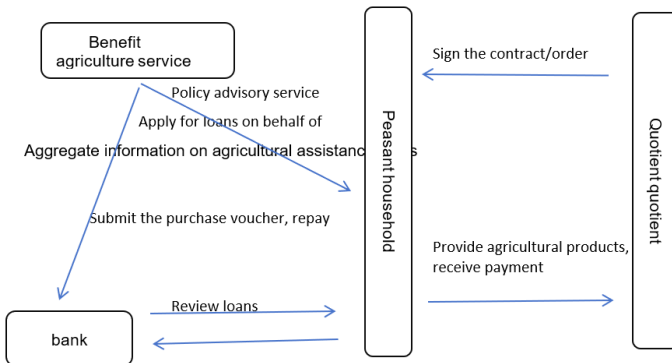 Benefit
agriculture service
Policy advisory service
Apply for loans on behalf of
Aggregate information on agricultural assistanc
Submit the purchase voucher, repay
Review loans
bank
Peasant household
Sign the contract/order
Provide agricultural products,
receive payment
Quotient quotient